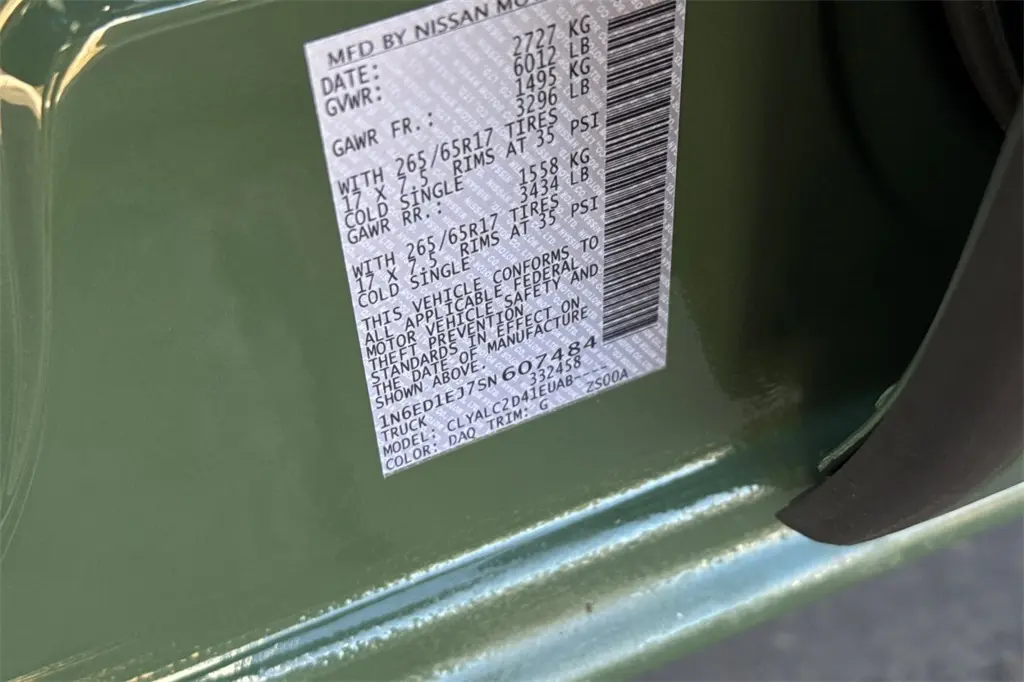 MFD BY NISSAN MO
DATE:
GVWR: 2727 KG
6012 LB
GAWR FR.: 1495 KG
3296 LB
WITH 265/65R17 TIRES
17 X 7.5 RIMS AT 35 PSI
COLD SINGLE
GAWR RR.: 1558 KG
3434 LB
WITH 265/65R17 TIRES
17 X 7.5 RIMS AT 35 PSI
COLD SINGLE
THIS VEHICLE CONFORMS TO
ALL APPLICABLE FEDERAL
MOTOR VEHICLE SAFETY AND
THEFT PREVENTION
STANDARDS IN EFFECT ON
THE DATE OF MANUFACTURE
SHOWN ABOVE.
1N6ED1EJ7SN607484
TRUCK 332458
MODEL: CLYALC2D41EUAB----
COLOR: DAQ TRIM: G ZS00A